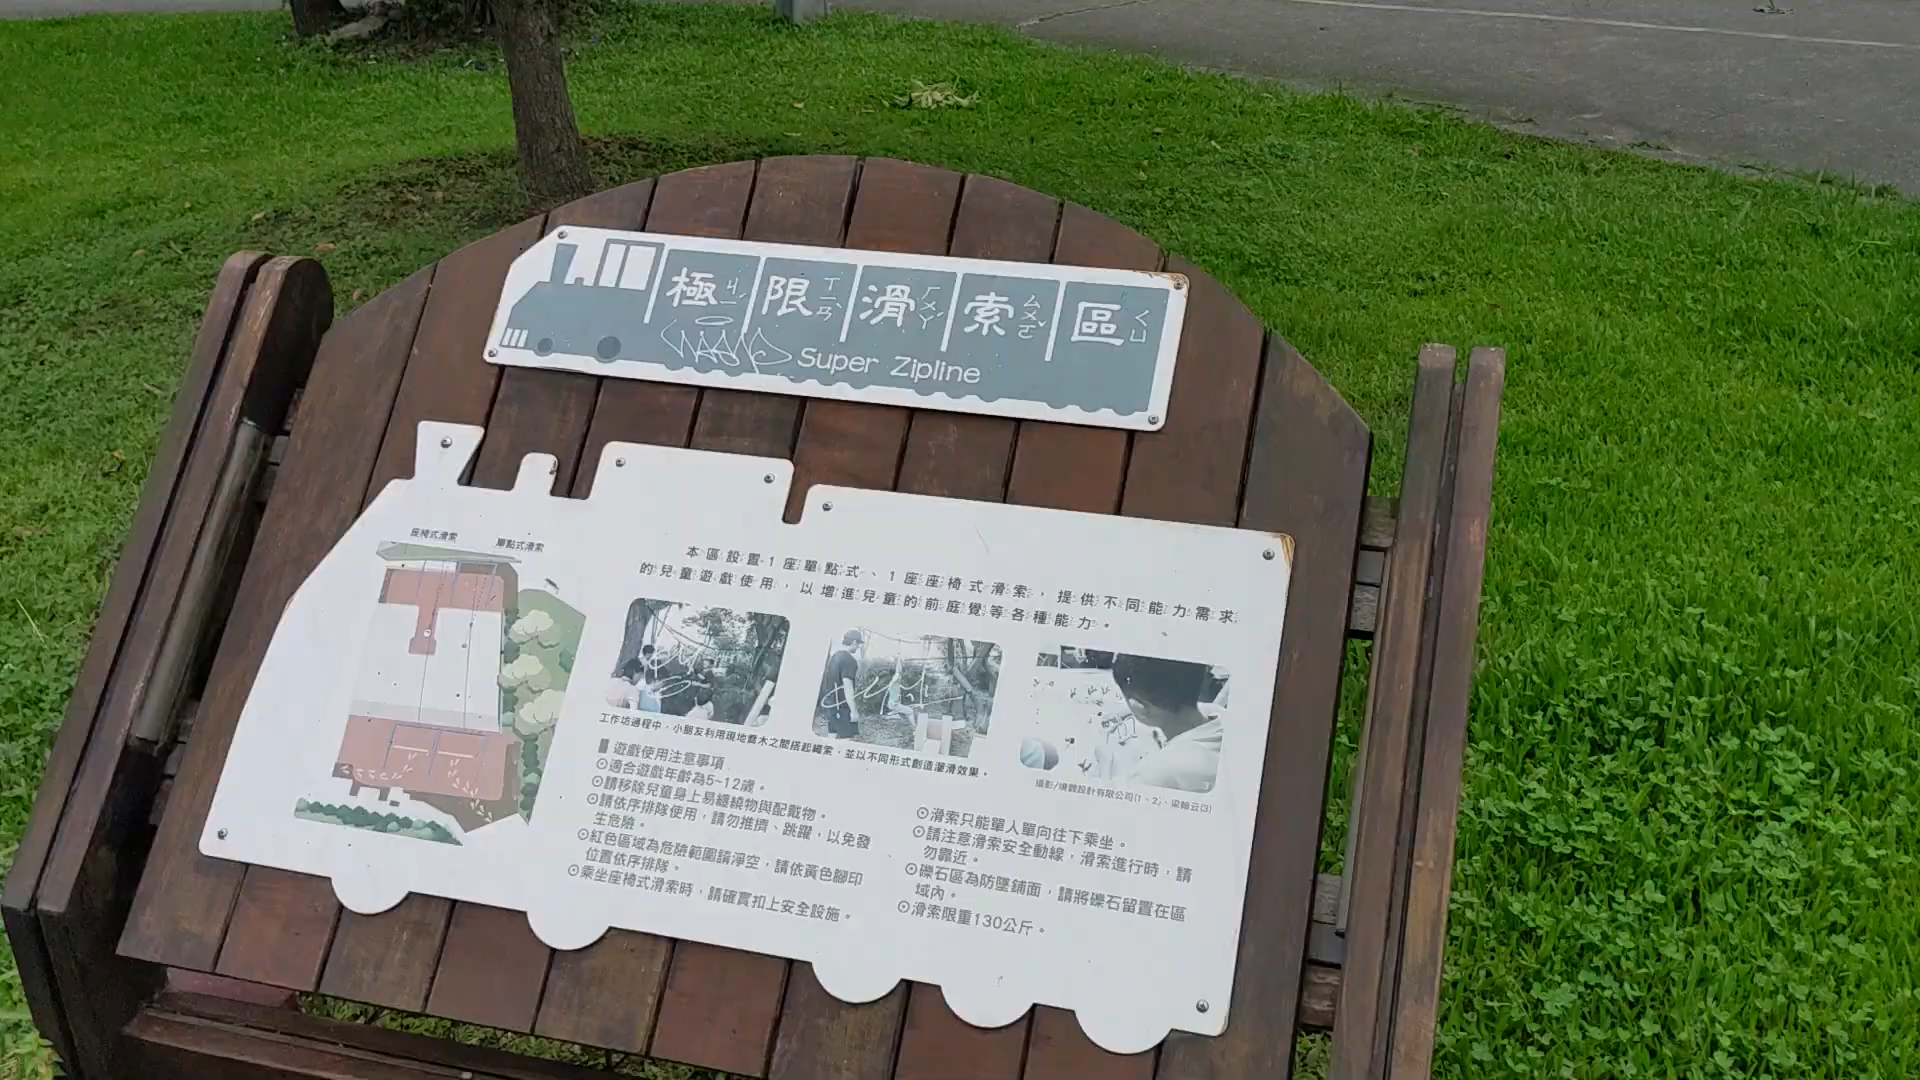 極限滑索區
ㄐㄧˊ ㄒㄧㄢˋ ㄏㄨㄚˊ ㄙㄨㄛˇ ㄑㄩ
Super Zipline
座椅式滑索
單點式滑索
本區設置1座單點式、1座座椅式滑索，提供不同能力需求
的兒童遊戲使用，以增進兒童的前庭覺等各種能力。
工作坊過程中，小朋友利用現地喬木之間搭起繩索，並以不同形式創造溜滑效果。
遊戲使用注意事項
⊙適合遊戲年齡為5~12歲。
⊙請移除兒童身上易纏繞物與配戴物。
⊙請依序排隊使用，請勿推擠、跳躍，以免發
生危險。
⊙紅色區域為危險範圍請淨空，請依黃色腳印
位置依序排隊。
⊙乘坐座椅式滑索時，請確實扣上安全設施。
⊙滑索只能單人單向往下乘坐。
⊙請注意滑索安全動線，滑索進行時，請
勿靠近。
⊙礫石區為防墜鋪面，請將礫石留置在區
域內。
⊙滑索限重130公斤。